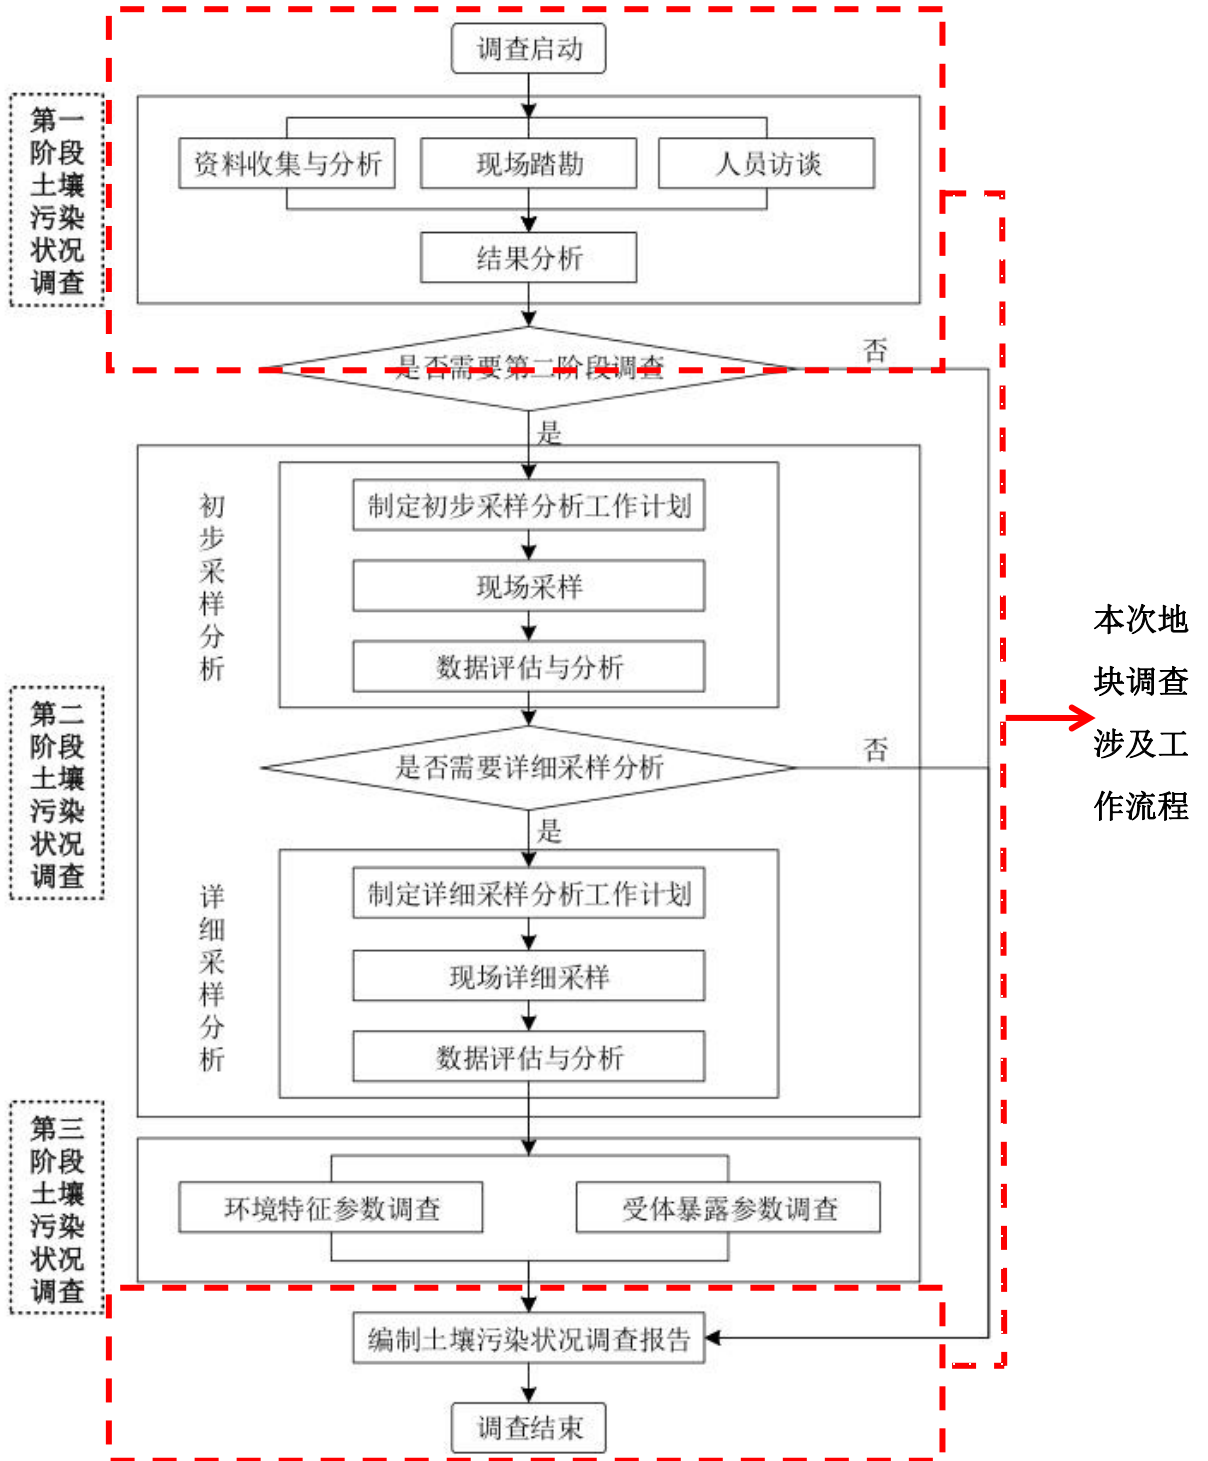 调查启动
第一
阶段
土壤
污染
状况
调查
资料收集与分析
现场踏勘
人员访谈
结果分析
是否需要第二阶段调查
否
是
初
步
采
样
分
析
制定初步采样分析工作计划
现场采样
数据评估与分析
第二
阶段
土壤
污染
状况
调查
是否需要详细采样分析
否
是
详
细
采
样
分
析
制定详细采样分析工作计划
现场详细采样
数据评估与分析
第三
阶段
土壤
污染
状况
调查
环境特征参数调查
受体暴露参数调查
编制土壤污染状况调查报告
调查结束
本次地
块调查
涉及工
作流程